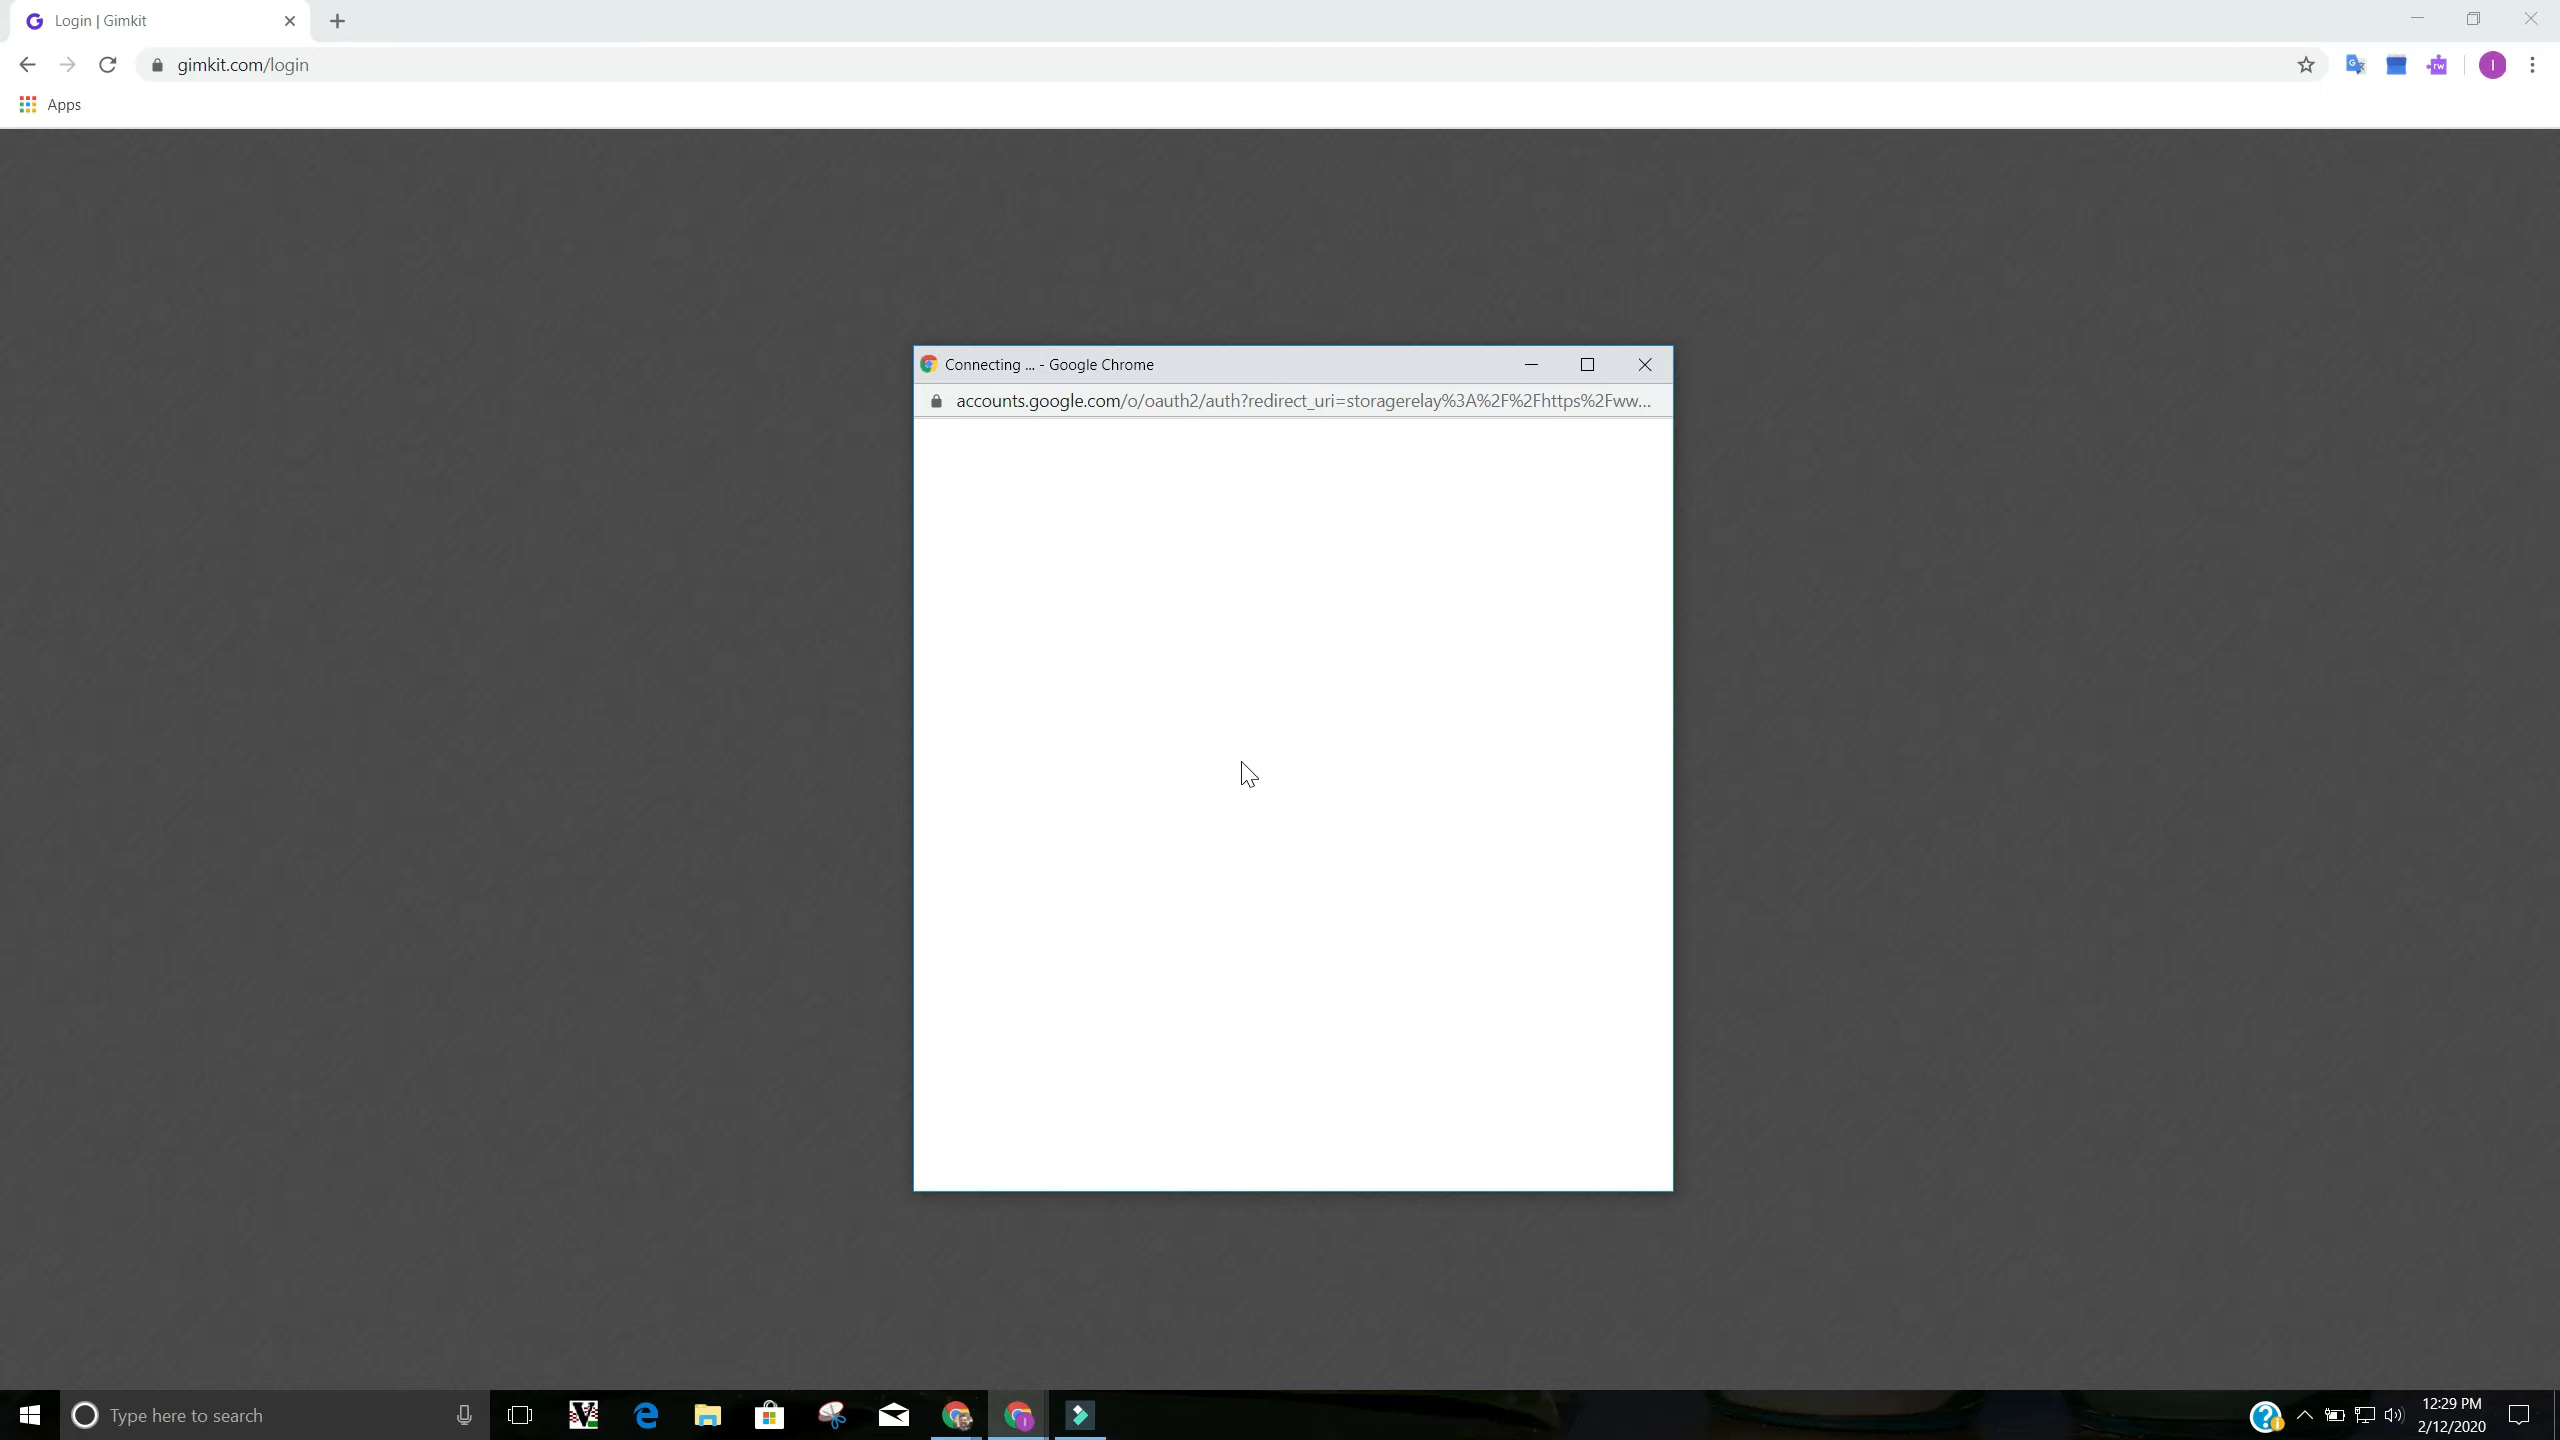 Login | Gimkit
gimkit.com/login
Apps
Connecting ... - Google Chrome
accounts.google.com/o/oauth2/auth?redirect_uri=storagerelay%3A%2F%2Fhttps%2Fww...
Type here to search
12:29 PM
2/12/2020